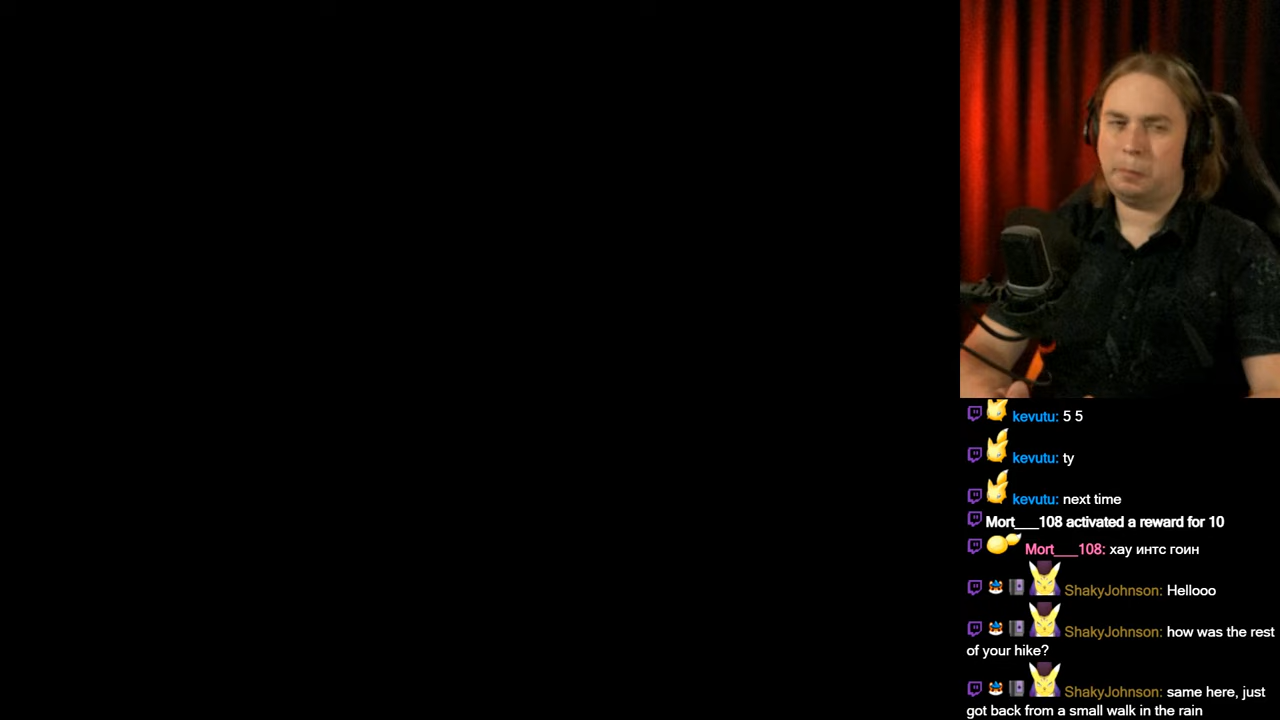 kevutu: 5 5
kevutu: ty
kevutu: next time
Mort___108 activated a reward for 10
Mort___108: хау интс гоин
ShakyJohnson: Hellooo
ShakyJohnson: how was the rest
of your hike?
ShakyJohnson: same here, just
got back from a small walk in the rain